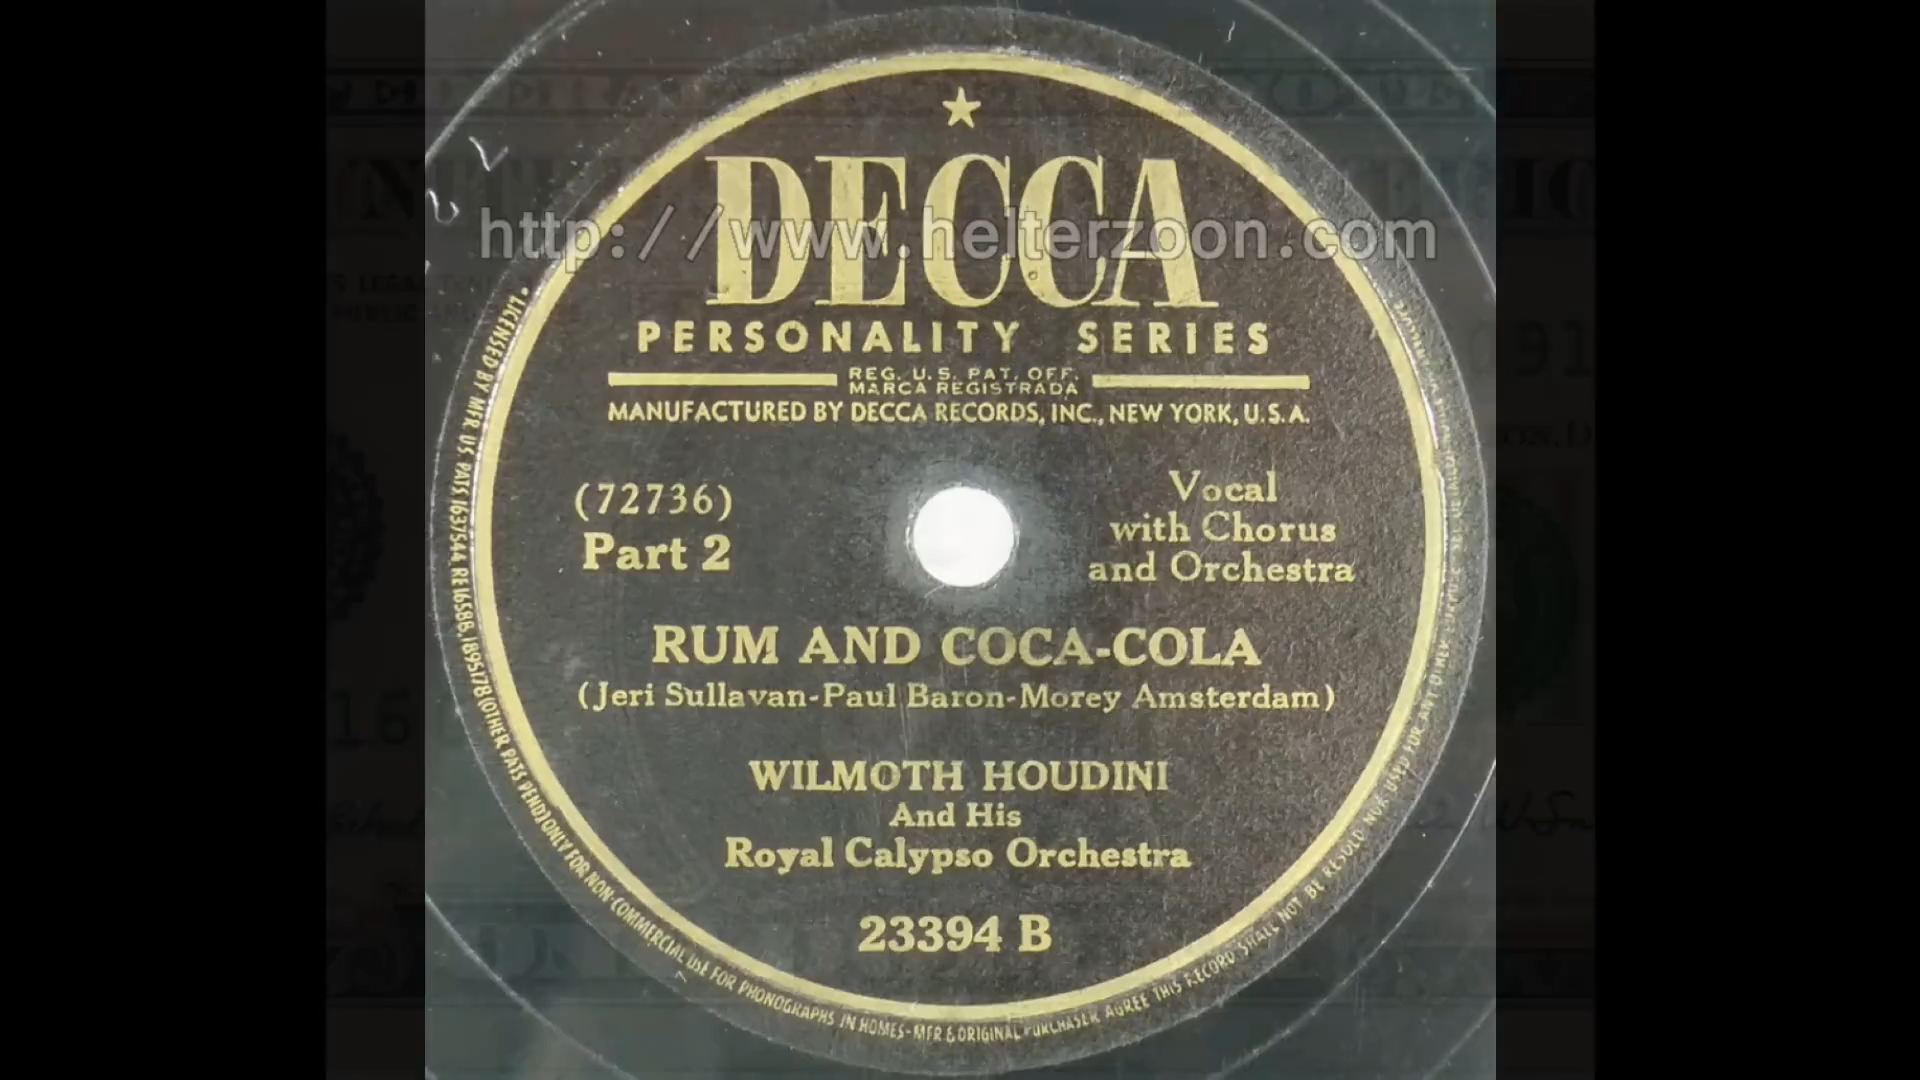 DECCA
http://www.helterzoon.com
PERSONALITY SERIES
REG. U.S. PAT. OFF.
MARCA REGISTRADA
MANUFACTURED BY DECCA RECORDS, INC., NEW YORK, U.S.A.
(72736)
Part 2
Vocal
with Chorus
and Orchestra
RUM AND COCA-COLA
(Jeri Sullavan-Paul Baron-Morey Amsterdam)
WILMOTH HOUDINI
And His
Royal Calypso Orchestra
23394 B
LICENSED BY MFR. U.S. PATS 1637544, RE16588, 1895178 (OTHER PATS PEND) ONLY FOR NON-COMMERCIAL USE FOR PHONOGRAPHS IN HOMES-MFR & ORIGINAL PURCHASER AGREE THIS RECORD SHALL NOT BE RESOLD NOR USED FOR ANY OTHER